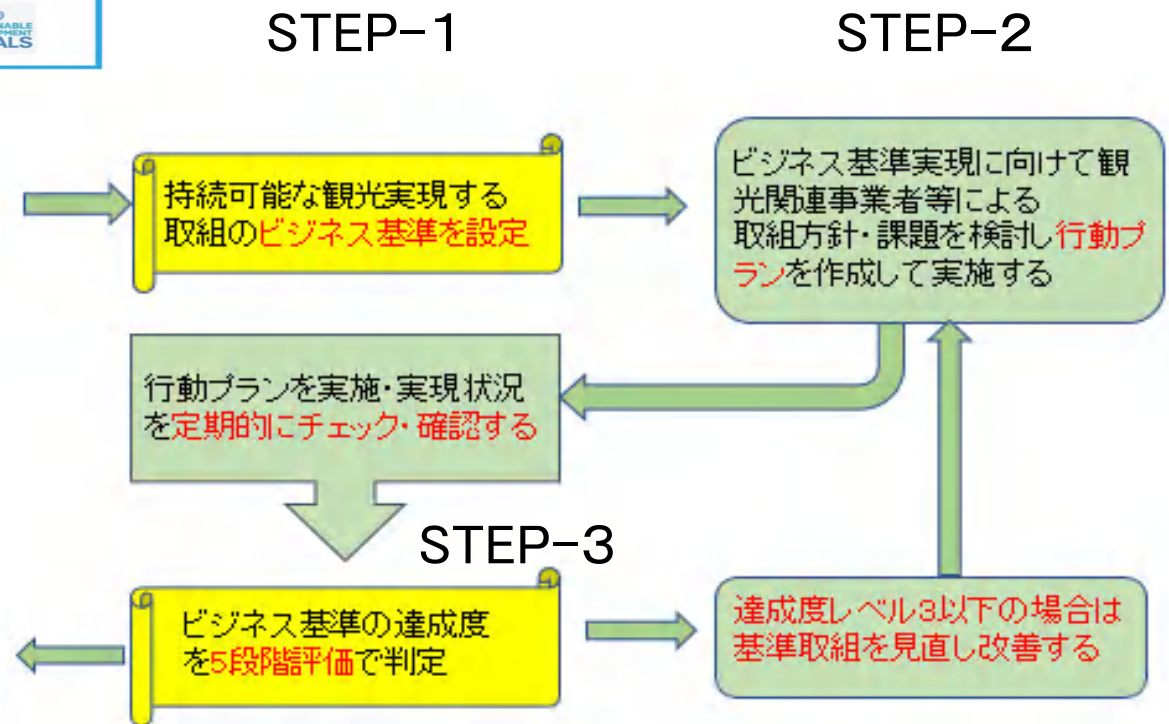 STEP-1
STEP-2
持続可能な観光実現する
取組のビジネス基準を設定
ビジネス基準実現に向けて観
光関連事業者等による
取組方針・課題を検討し行動プ
ランを作成して実施する
行動プランを実施・実現状況
を定期的にチェック・確認する
STEP-3
ビジネス基準の達成度
を5段階評価で判定
達成度レベル3以下の場合は
基準取組を見直し改善する